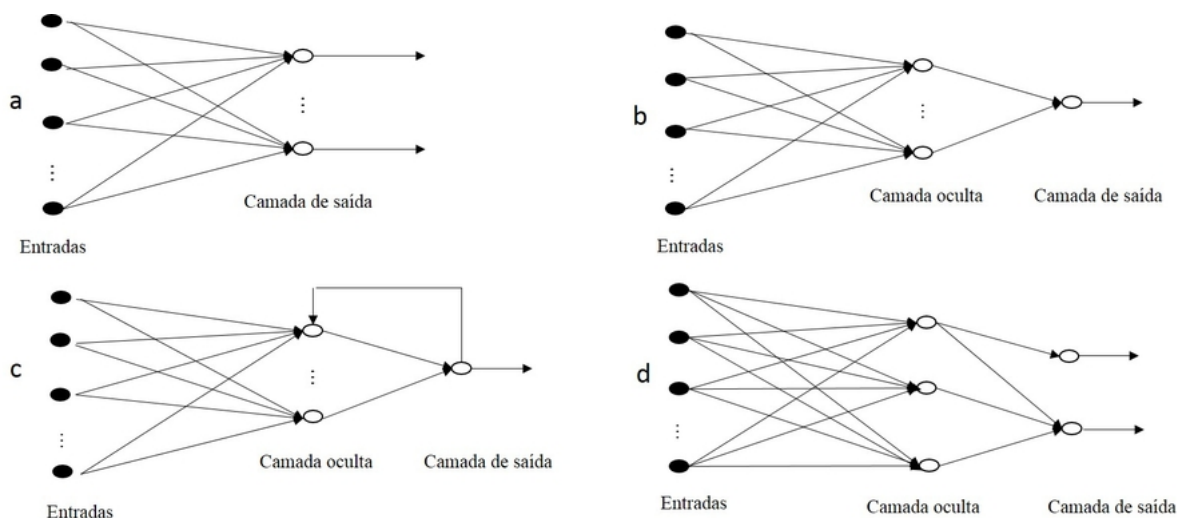 a
Camada de saída
Entradas
b
Camada oculta
Camada de saída
Entradas
c
Camada oculta
Camada de saída
Entradas
d
Camada oculta
Camada de saída
Entradas